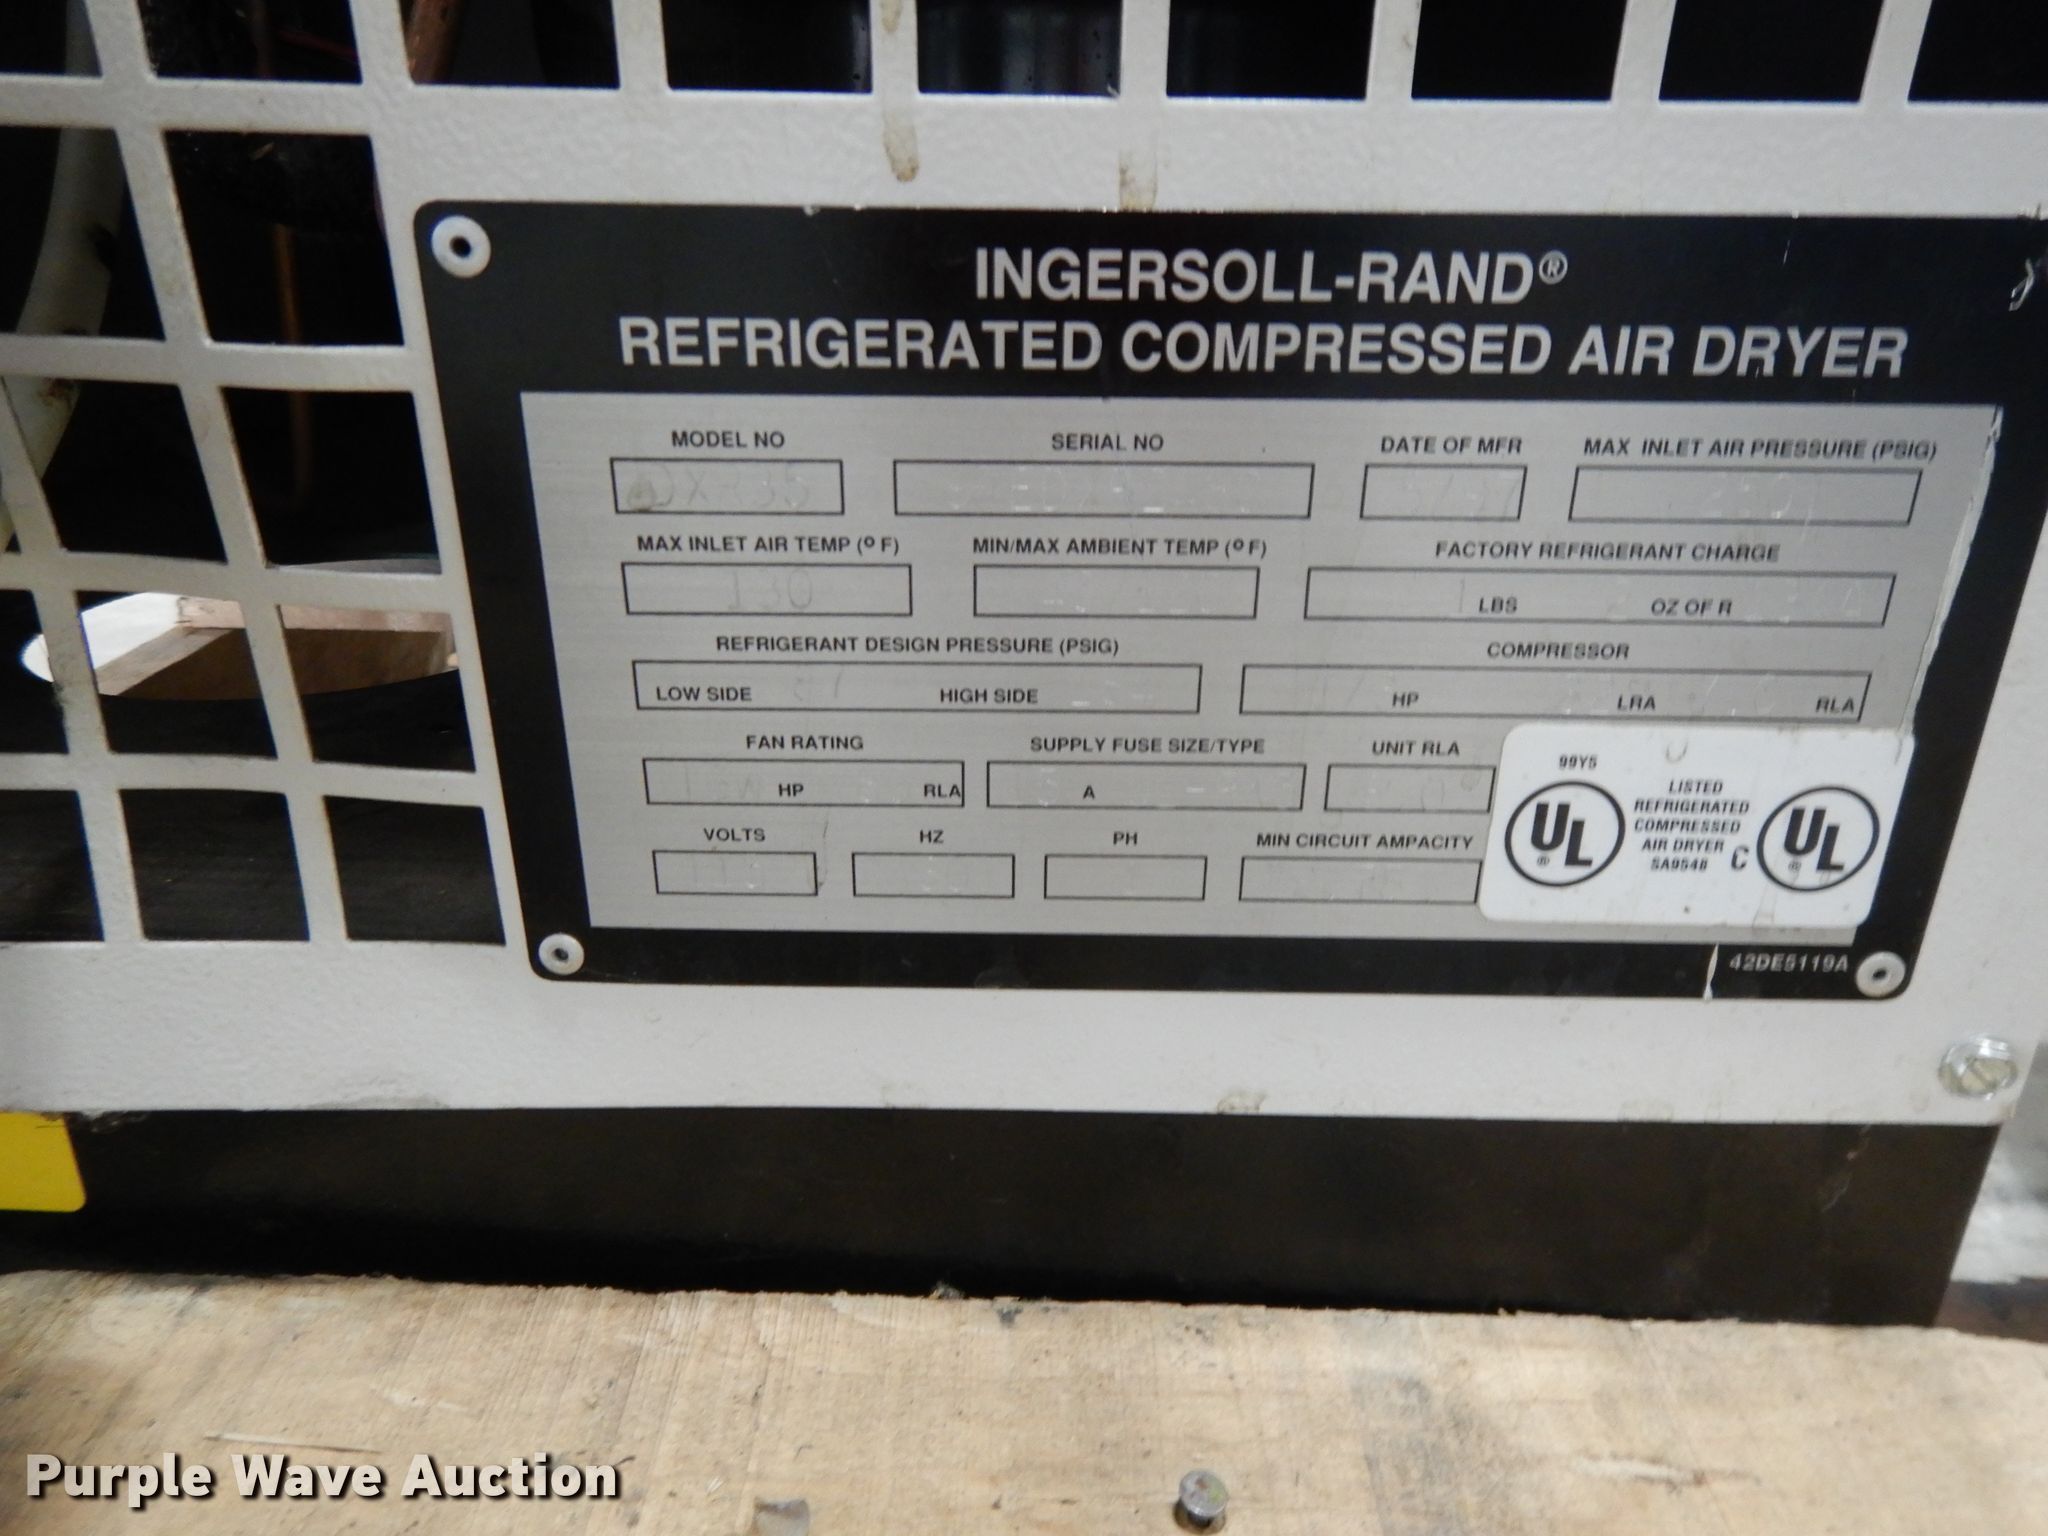 INGERSOLL-RAND®
REFRIGERATED COMPRESSED AIR DRYER
MODEL NO SERIAL NO DATE OF MFR MAX INLET AIR PRESSURE (PSIG)
MAX INLET AIR TEMP (°F) MIN/MAX AMBIENT TEMP (°F) FACTORY REFRIGERANT CHARGE
130 LBS OZ OF R
REFRIGERANT DESIGN PRESSURE (PSIG) COMPRESSOR
LOW SIDE HIGH SIDE HP LRA RLA
FAN RATING SUPPLY FUSE SIZE/TYPE UNIT RLA
HP RLA A
VOLTS HZ PH MIN CIRCUIT AMPACITY
99Y5
UL®
LISTED
REFRIGERATED
COMPRESSED
AIR DRYER
5A9548
C UL®
42DE5119A
Purple Wave Auction